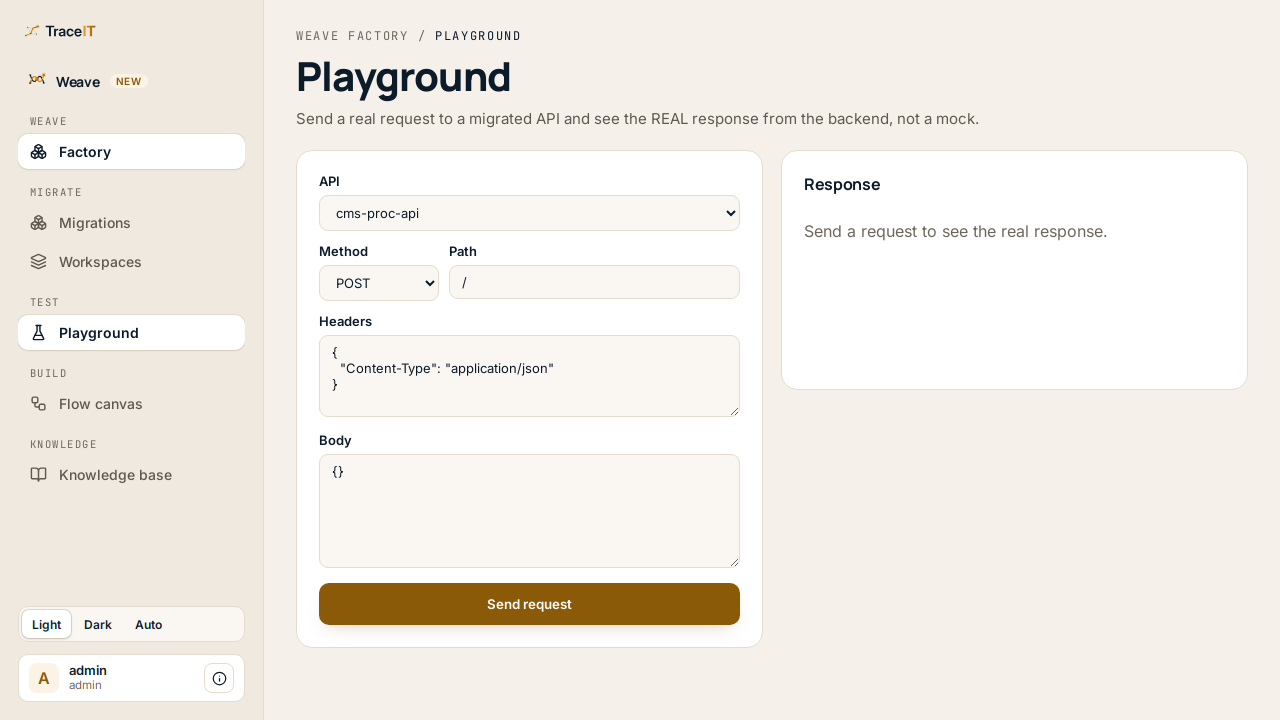 TraceIT
Weave NEW
WEAVE
Factory
MIGRATE
Migrations
Workspaces
TEST
Playground
BUILD
Flow canvas
KNOWLEDGE
Knowledge base
Light Dark Auto
A admin
admin
WEAVE FACTORY / PLAYGROUND
Playground
Send a real request to a migrated API and see the REAL response from the backend, not a mock.
API
cms-proc-api
Method Path
POST /
Headers
{
"Content-Type": "application/json"
}
Body
{}
Send request
Response
Send a request to see the real response.